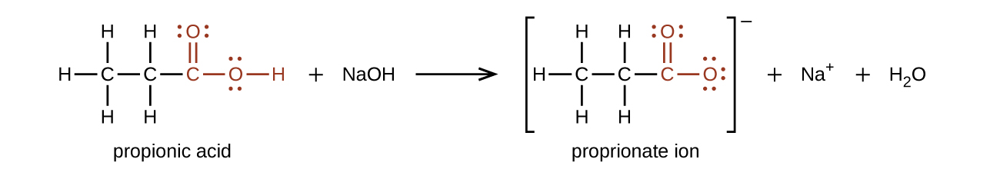 H H O H H O −
H C C C O H + NaOH H C C C O + Na+ + H2O
H H H H
propionic acid proprionate ion